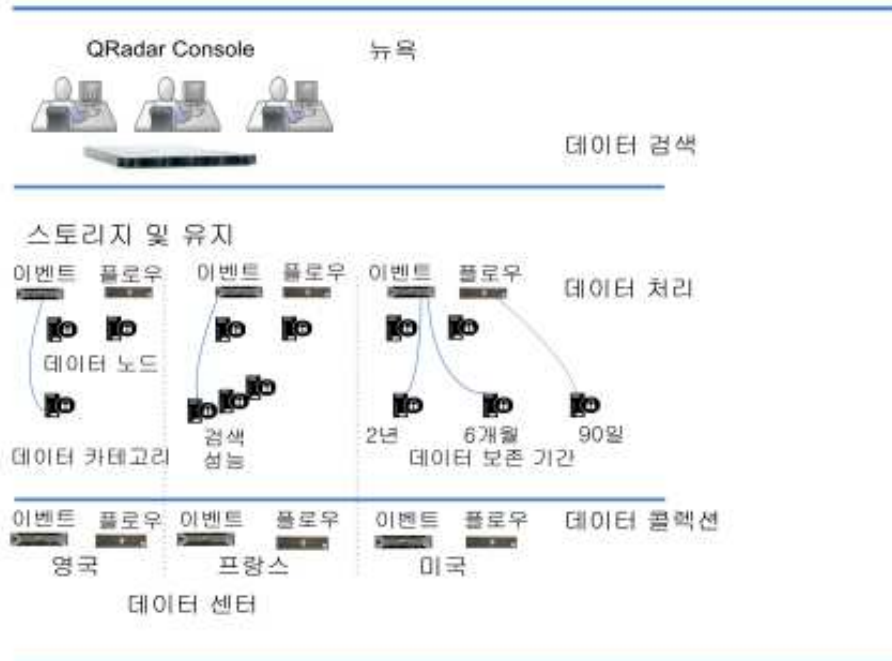 QRadar Console 뉴욕
데이터 검색
스토리지 및 유지
이벤트 플로우 이벤트 플로우 이벤트 플로우
데이터 처리
데이터 노드
검색
성능
2년 6개월 90일
데이터 카테고리
데이터 보존 기간
이벤트 플로우 이벤트 플로우 이벤트 플로우 데이터 콜렉션
영국 프랑스 미국
데이터 센터